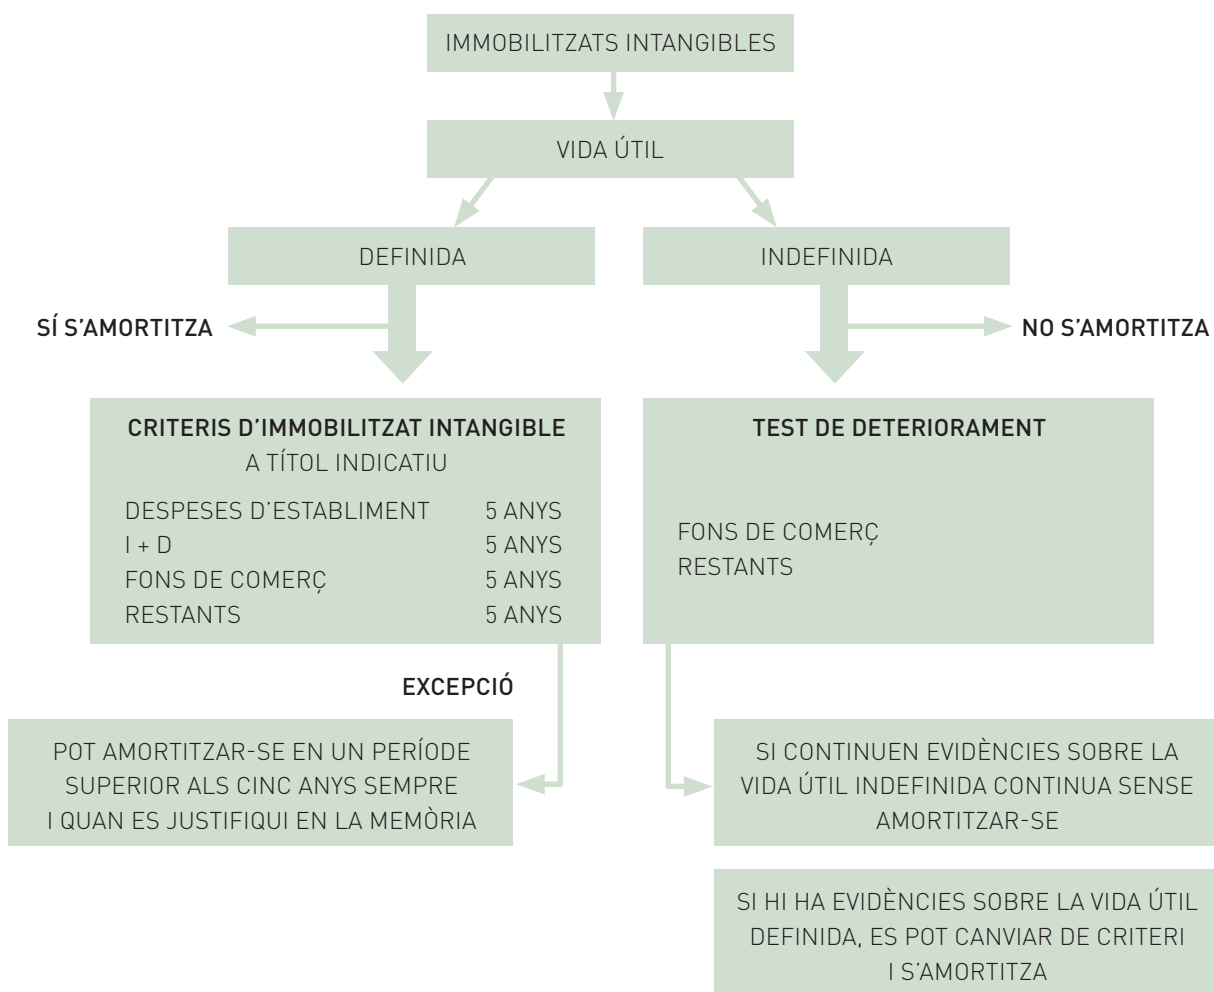 IMMOBILITZATS INTANGIBLES
VIDA ÚTIL
DEFINIDA
INDEFINIDA
SÍ S’AMORTITZA
NO S’AMORTITZA
CRITERIS D’IMMOBILITZAT INTANGIBLE
A TÍTOL INDICATIU
DESPESES D’ESTABLIMENT 5 ANYS
I + D 5 ANYS
FONS DE COMERÇ 5 ANYS
RESTANTS 5 ANYS
TEST DE DETERIORAMENT
FONS DE COMERÇ
RESTANTS
EXCEPCIÓ
POT AMORTITZAR-SE EN UN PERÍODE
SUPERIOR ALS CINC ANYS SEMPRE
I QUAN ES JUSTIFIQUI EN LA MEMÒRIA
SI CONTINUEN EVIDÈNCIES SOBRE LA
VIDA ÚTIL INDEFINIDA CONTINUA SENSE
AMORTITZAR-SE
SI HI HA EVIDÈNCIES SOBRE LA VIDA ÚTIL
DEFINIDA, ES POT CANVIAR DE CRITERI
I S’AMORTITZA